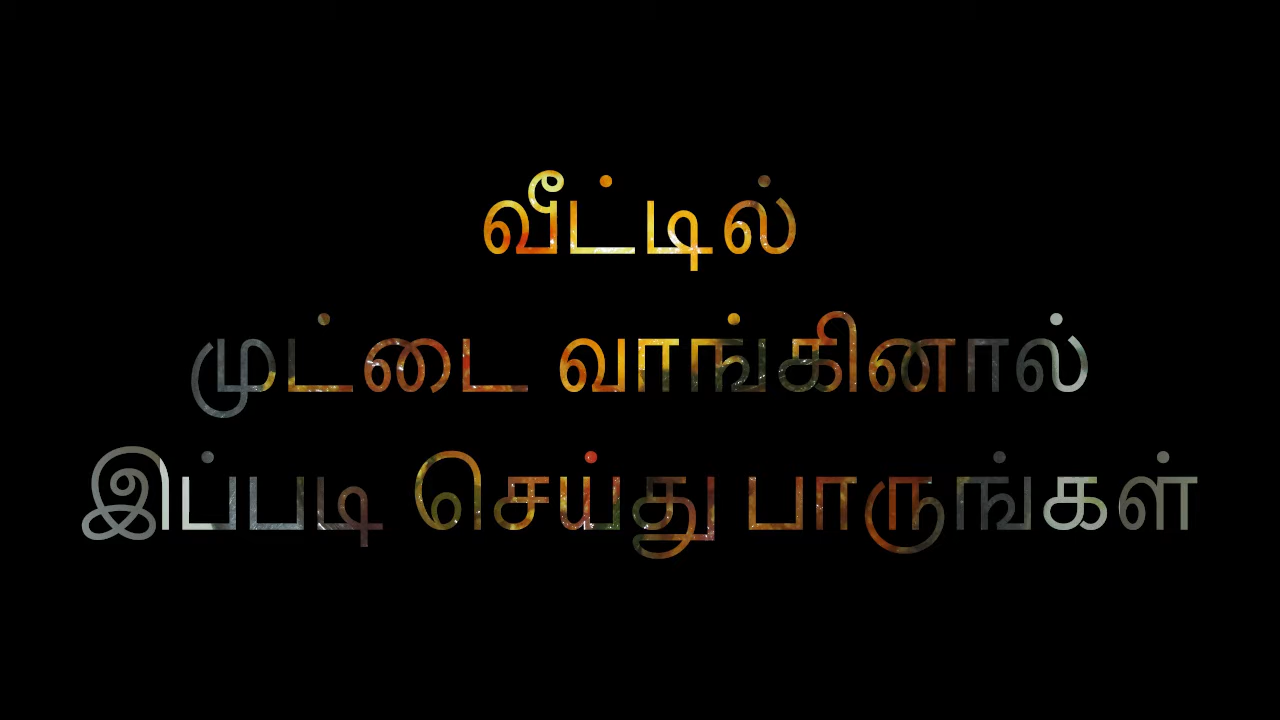 வீட்டில்
முட்டை வாங்கினால்
இப்படி செய்து பாருங்கள்